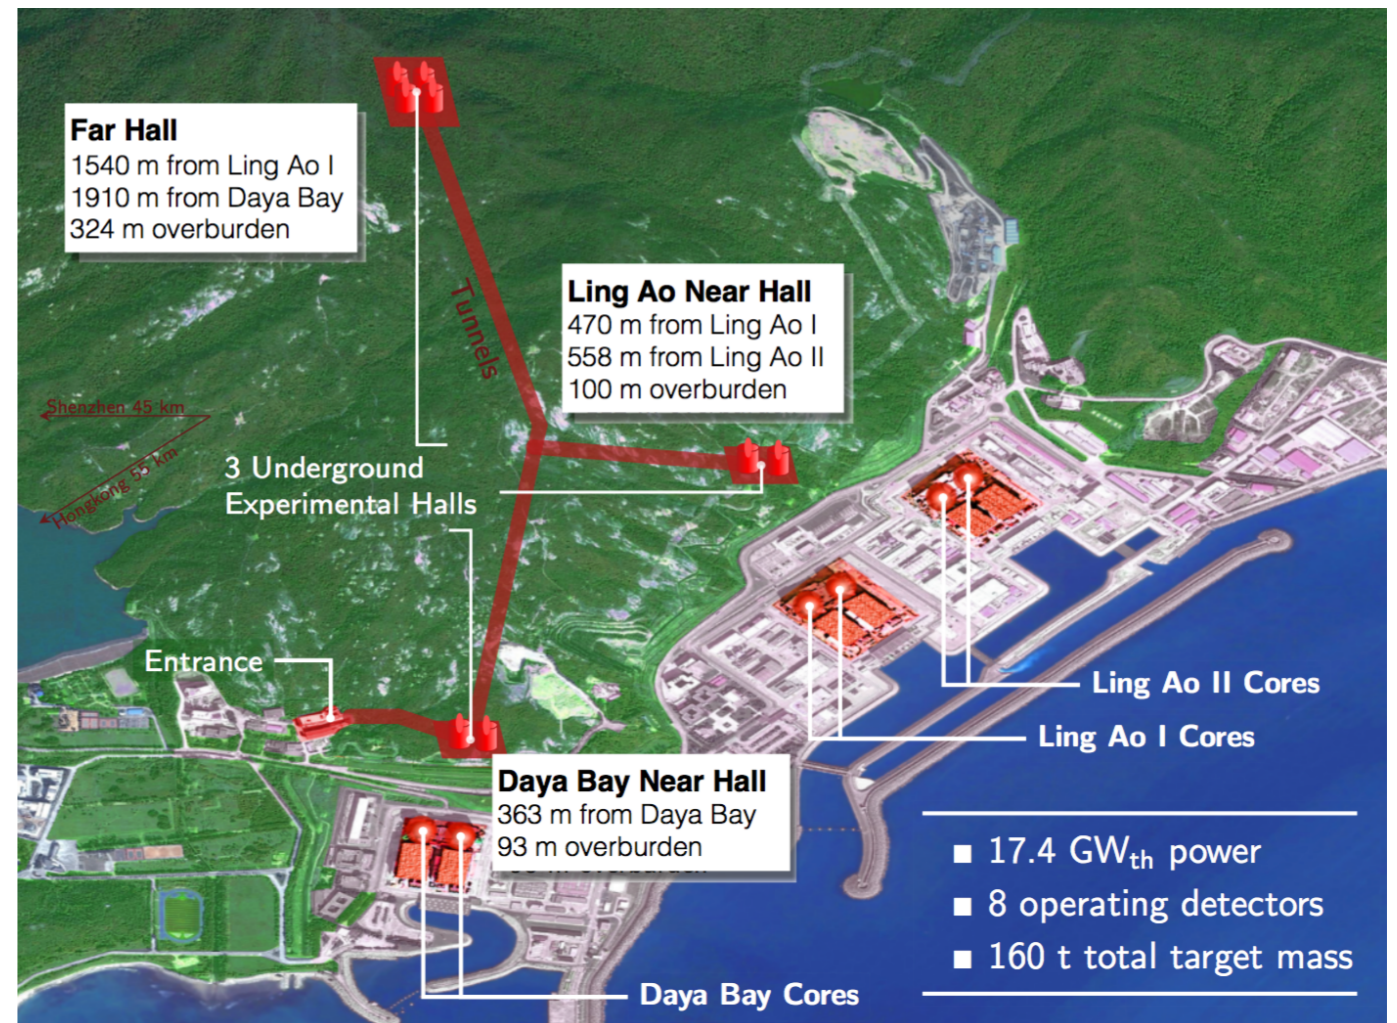 Far Hall
1540 m from Ling Ao I
1910 m from Daya Bay
324 m overburden
Tunnels
Ling Ao Near Hall
470 m from Ling Ao I
558 m from Ling Ao II
100 m overburden
Shenzhen 45 km
Hongkong 55 km
3 Underground
Experimental Halls
Entrance
Ling Ao II Cores
Ling Ao I Cores
Daya Bay Near Hall
363 m from Daya Bay
93 m overburden
■ 17.4 GWth power
■ 8 operating detectors
■ 160 t total target mass
Daya Bay Cores